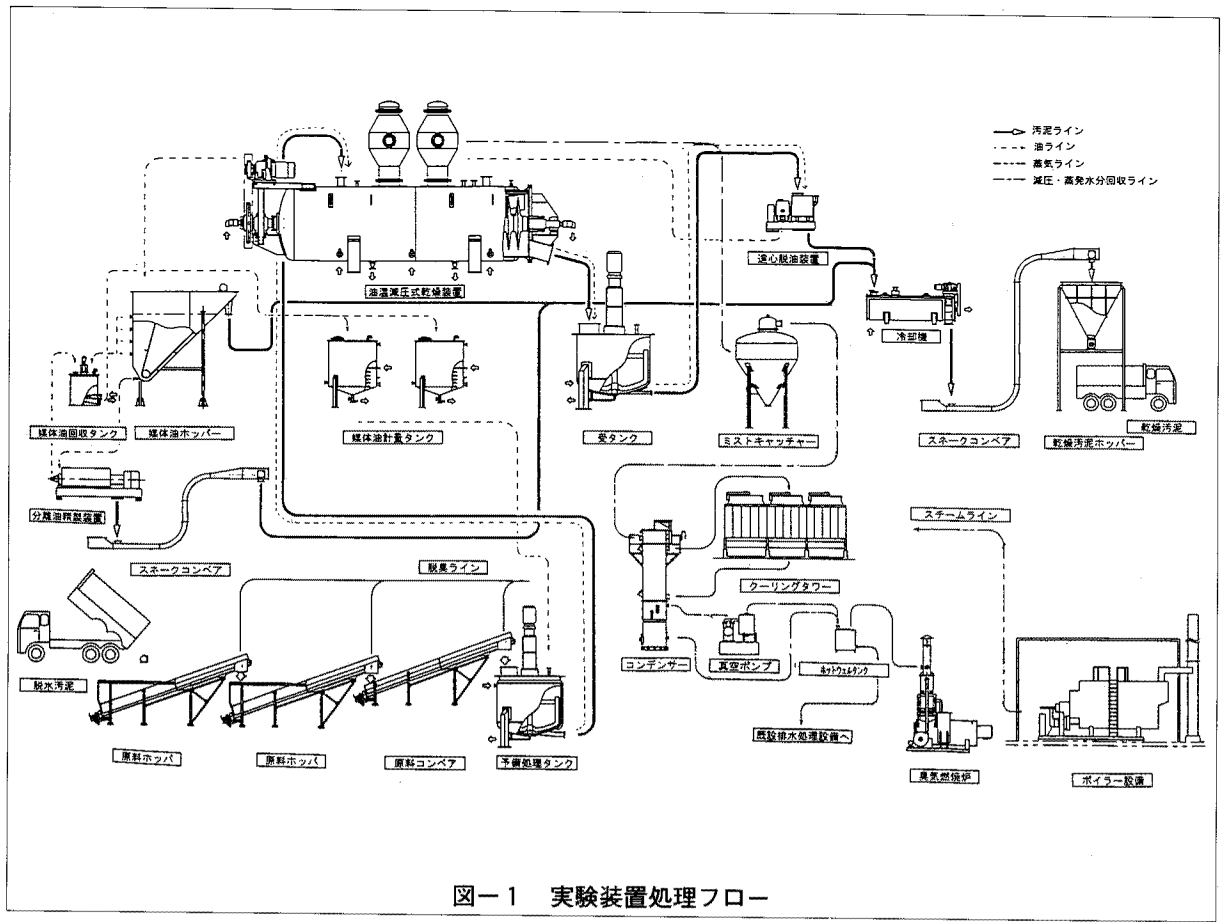 汚泥ライン
油ライン
蒸気ライン
減圧・蒸発水分回収ライン
油温減圧式乾燥装置
遠心脱油装置
冷却機
媒体油回収タンク
媒体油ホッパー
媒体油計量タンク
受タンク
ミストキャッチャー
スネークコンベア
乾燥汚泥ホッパー
乾燥汚泥
分離油精製装置
スネークコンベア
脱臭ライン
クーリングタワー
スチームライン
脱水汚泥
原料ホッパ
原料ホッパ
原料コンベア
予備処理タンク
コンデンサー
真空ポンプ
ホットウェルタンク
既設排水処理設備へ
臭気燃焼炉
ボイラー設備
図－1 実験装置処理フロー